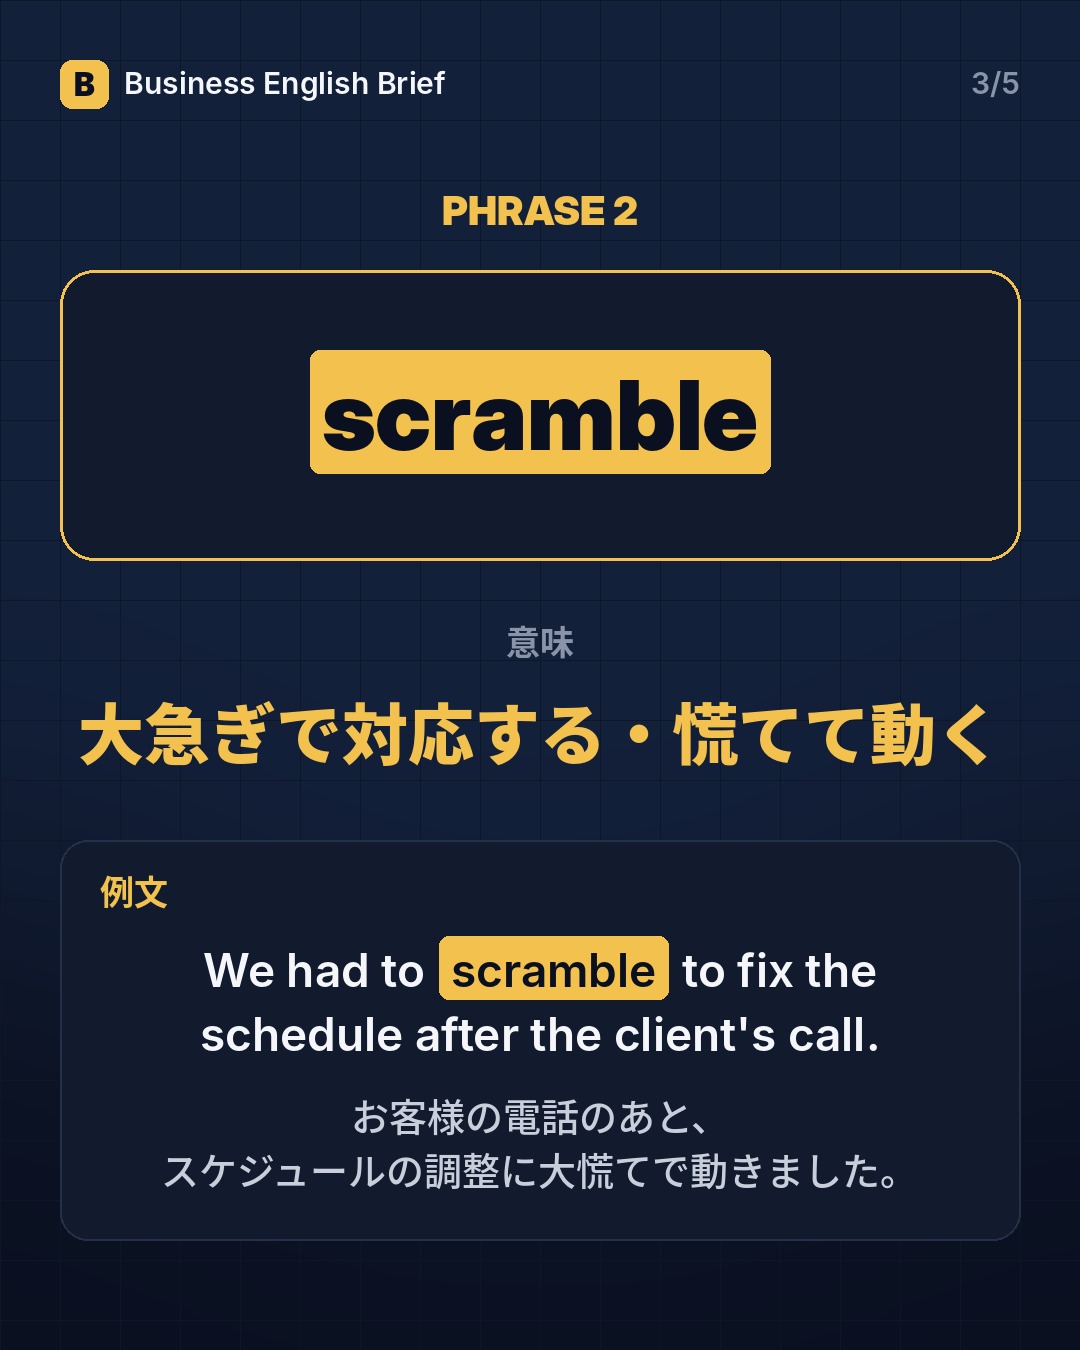 B Business English Brief 3/5
PHRASE 2
scramble
意味
大急ぎで対応する・慌てて動く
例文
We had to scramble to fix the
schedule after the client's call.
お客様の電話のあと、
スケジュールの調整に大慌てで動きました。